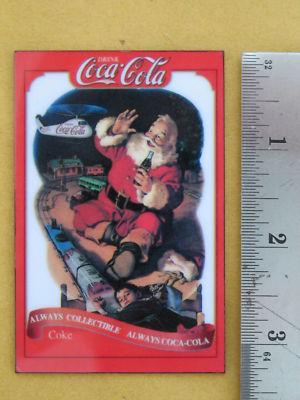 DRINK
Coca-Cola
Coca-Cola
ALWAYS COLLECTIBLE ALWAYS COCA-COLA
Coke
32
1
2
3
64